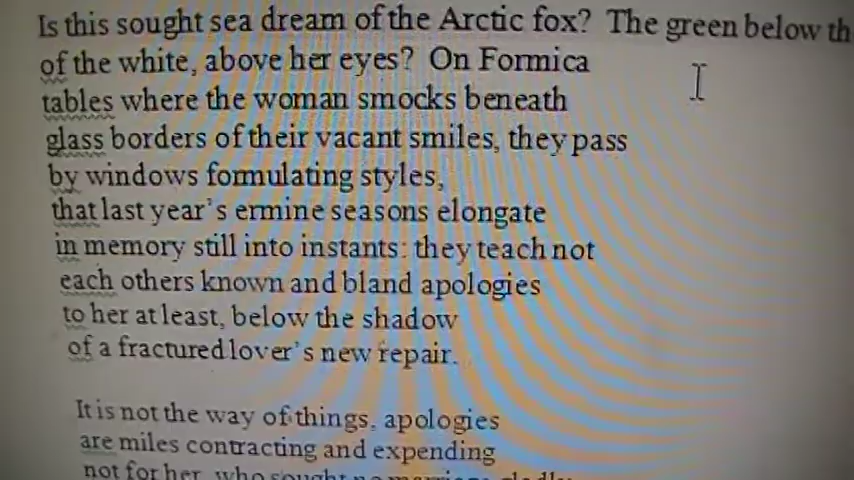 Is this sought sea dream of the Arctic fox? The green below
of the white, above her eyes? On Formica
tables where the woman smocks beneath
glass borders of their vacant smiles, they pass
by windows formulating styles,
that last year's ermine seasons elongate
in memory still into instants: they teach not
each others known and bland apologies
to her at least, below the shadow
of a fractured lover's new repair.
It is not the way of things, apologies
are miles contracting and expending
not for her, who sought no marriage gladly